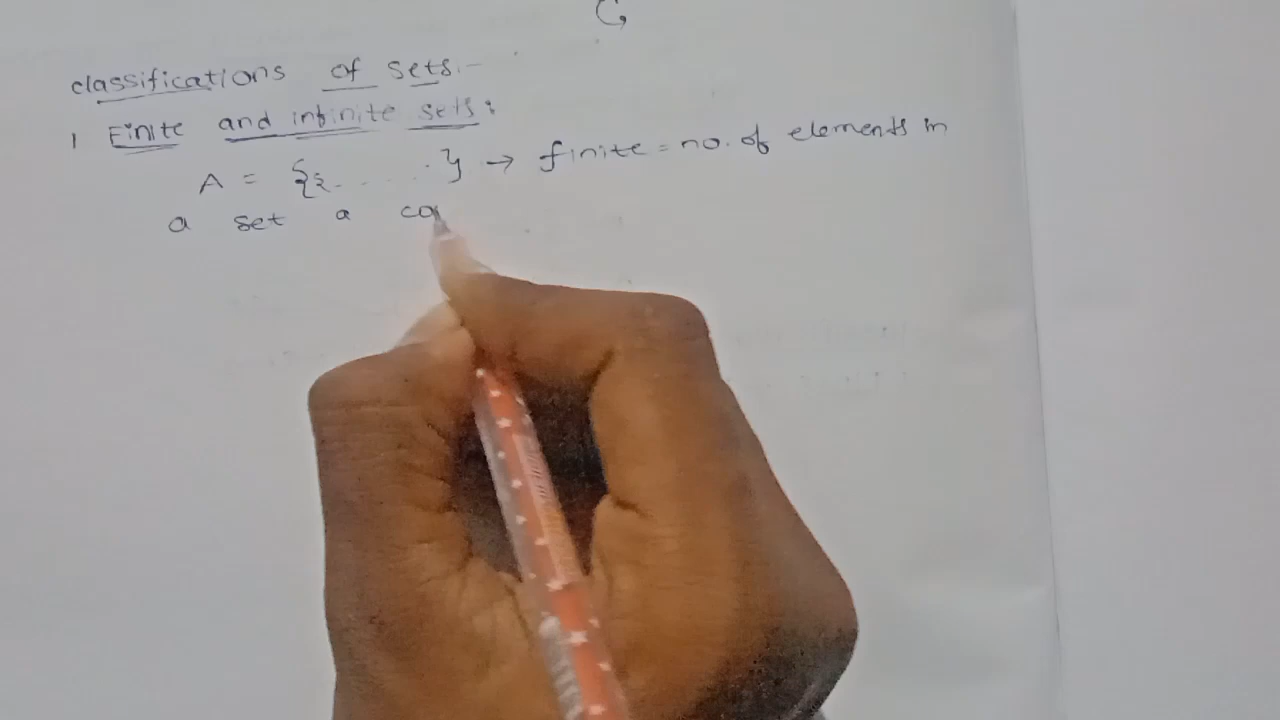 classifications of sets:-
1 Finite and infinite sets:
A = {2.......} → finite = no. of elements in
a set a co